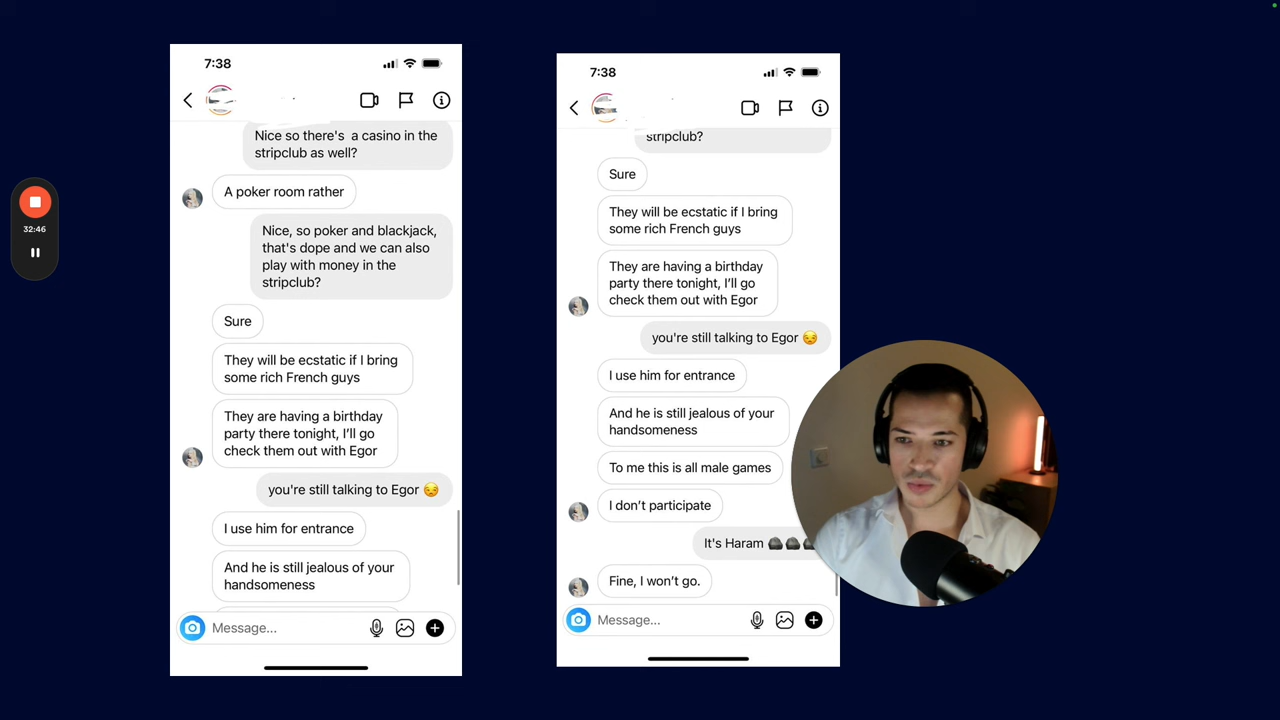 32:46
7:38
Nice so there's a casino in the
stripclub as well?
A poker room rather
Nice, so poker and blackjack,
that's dope and we can also
play with money in the
stripclub?
Sure
They will be ecstatic if I bring
some rich French guys
They are having a birthday
party there tonight, I'll go
check them out with Egor
you're still talking to Egor 😒
I use him for entrance
And he is still jealous of your
handsomeness
Message...
7:38
stripclub?
Sure
They will be ecstatic if I bring
some rich French guys
They are having a birthday
party there tonight, I'll go
check them out with Egor
you're still talking to Egor 😒
I use him for entrance
And he is still jealous of your
handsomeness
To me this is all male games
I don't participate
It's Haram 🪨🪨🪨
Fine, I won't go.
Message...